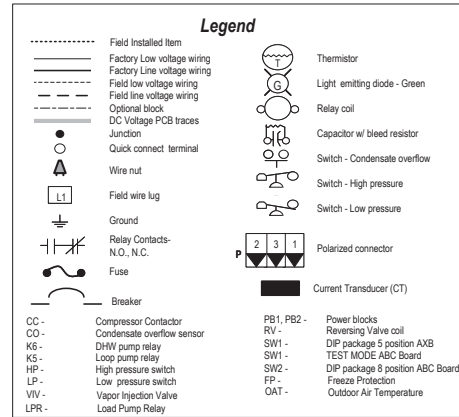 Legend
Field Installed Item
Factory Low voltage wiring
Factory Line voltage wiring
Field low voltage wiring
Field line voltage wiring
Optional block
DC Voltage PCB traces
Junction
Quick connect terminal
Wire nut
L1 Field wire lug
Ground
Relay Contacts-
N.O., N.C.
Fuse
Breaker
T Thermistor
G Light emitting diode - Green
Relay coil
Capacitor w/ bleed resistor
Switch - Condensate overflow
Switch - High pressure
Switch - Low pressure
P 2 3 1 Polarized connector
Current Transducer (CT)
CC - Compressor Contactor
CO - Condensate overflow sensor
K6 - DHW pump relay
K5 - Loop pump relay
HP - High pressure switch
LP - Low pressure switch
VIV - Vapor Injection Valve
LPR - Load Pump Relay
PB1, PB2 - Power blocks
RV - Reversing Valve coil
SW1 - DIP package 5 position AXB
SW1 - TEST MODE ABC Board
SW2 - DIP package 8 position ABC Board
FP - Freeze Protection
OAT - Outdoor Air Temperature